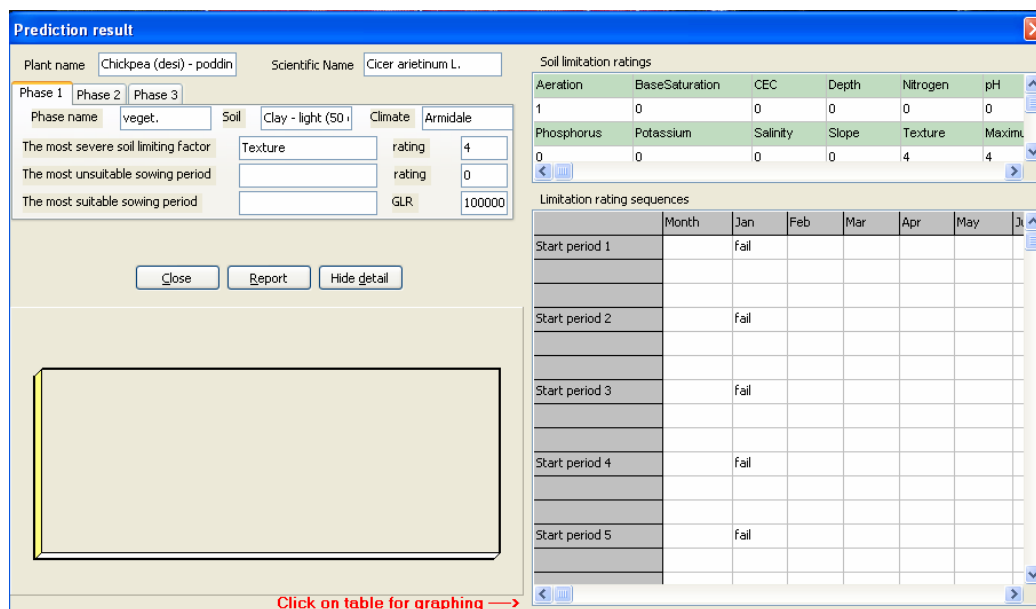 Prediction result
Plant name Chickpea (desi) - poddin Scientific Name Cicer arietinum L.
Phase 1 Phase 2 Phase 3
Phase name veget. Soil Clay - light (50 Climate Armidale
The most severe soil limiting factor Texture rating 4
The most unsuitable sowing period rating 0
The most suitable sowing period GLR 100000
Close Report Hide detail
Click on table for graphing
Soil limitation ratings
Aeration BaseSaturation CEC Depth Nitrogen pH
1 0 0 0 0 0
Phosphorus Potassium Salinity Slope Texture Maximu
0 0 0 0 4 4
Limitation rating sequences
Month Jan Feb Mar Apr May
Start period 1 fail
Start period 2 fail
Start period 3 fail
Start period 4 fail
Start period 5 fail